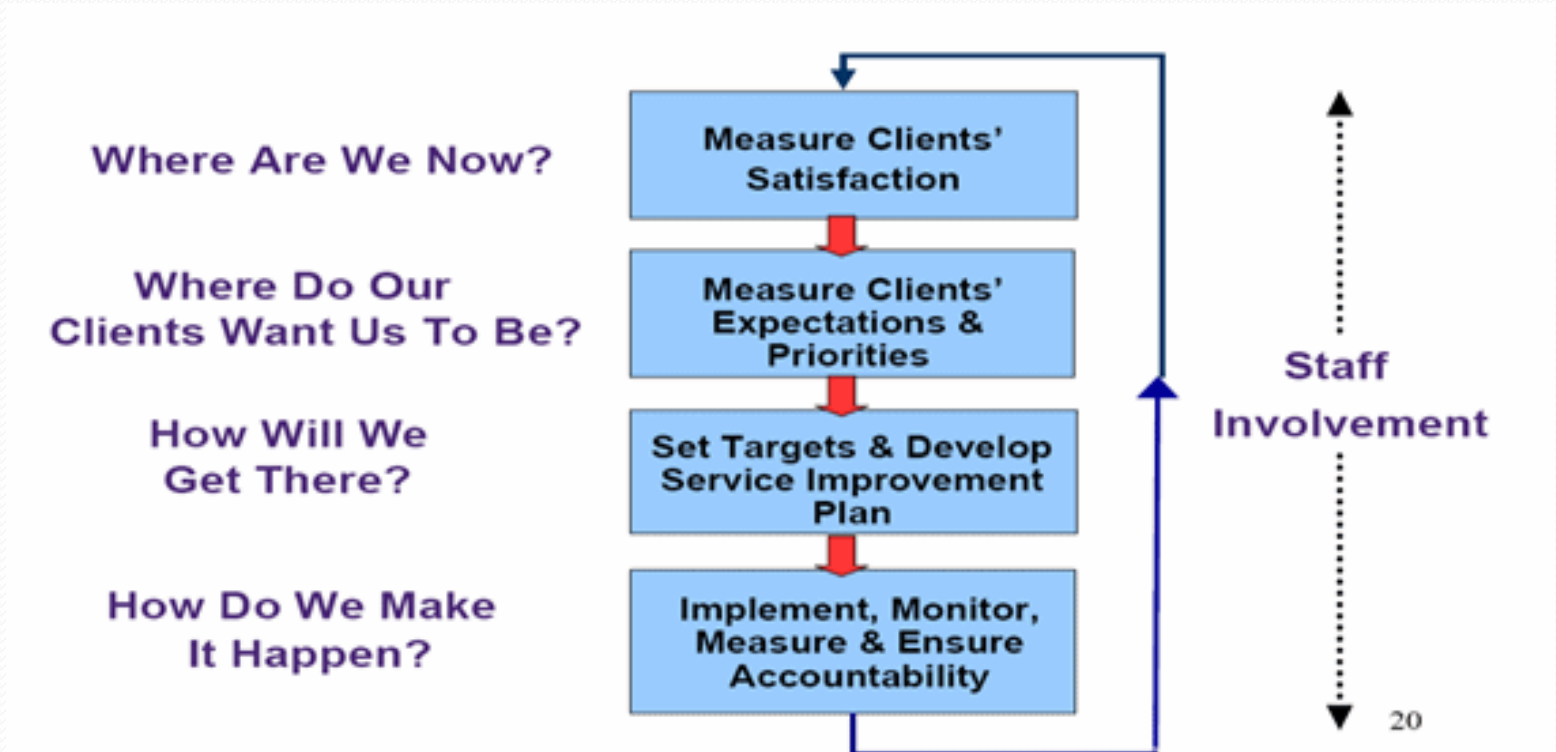 Where Are We Now?
Measure Clients'
Satisfaction
Where Do Our
Clients Want Us To Be?
Measure Clients'
Expectations &
Priorities
How Will We
Get There?
Set Targets & Develop
Service Improvement
Plan
How Do We Make
It Happen?
Implement, Monitor,
Measure & Ensure
Accountability
Staff
Involvement
20